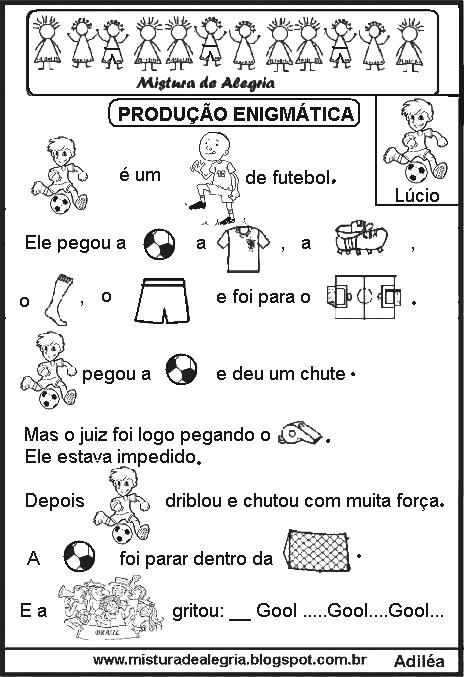 Mistura de Alegria
PRODUÇÃO ENIGMÁTICA
Lúcio
é um de futebol.
Ele pegou a a , a ,
o , o e foi para o .
pegou a e deu um chute.
Mas o juiz foi logo pegando o .
Ele estava impedido.
Depois driblou e chutou com muita força.
A foi parar dentro da .
BRASIL
E a gritou: __ Gool .....Gool....Gool...
www.misturadealegria.blogspot.com.br Adiléa